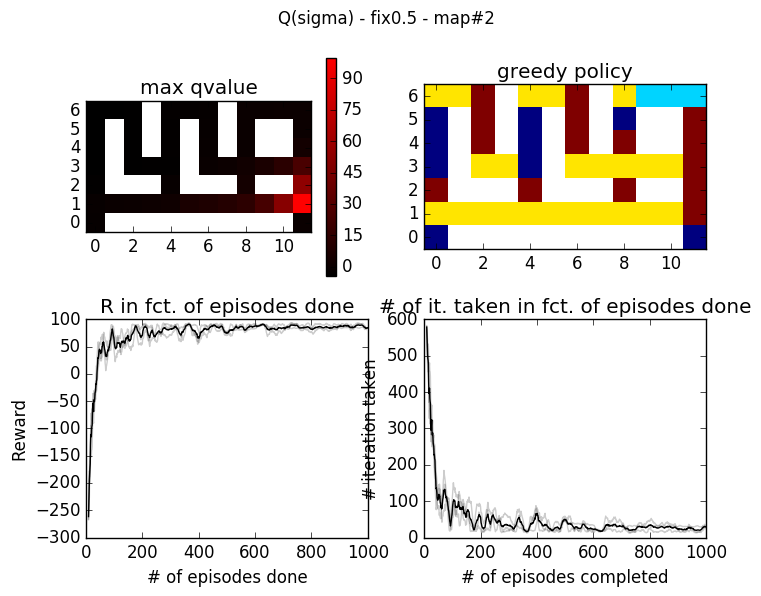 Q(sigma) - fix0.5 - map#2
max qvalue
6
5
4
3
2
1
0
0 2 4 6 8 10
90
75
60
45
30
15
0
greedy policy
6
5
4
3
2
1
0
0 2 4 6 8 10
R in fct. of episodes done
Reward
100
50
0
−50
−100
−150
−200
−250
−300
0 200 400 600 800 1000
# of episodes done
# of it. taken in fct. of episodes done
# iteration taken
600
500
400
300
200
100
0
0 200 400 600 800 1000
# of episodes completed